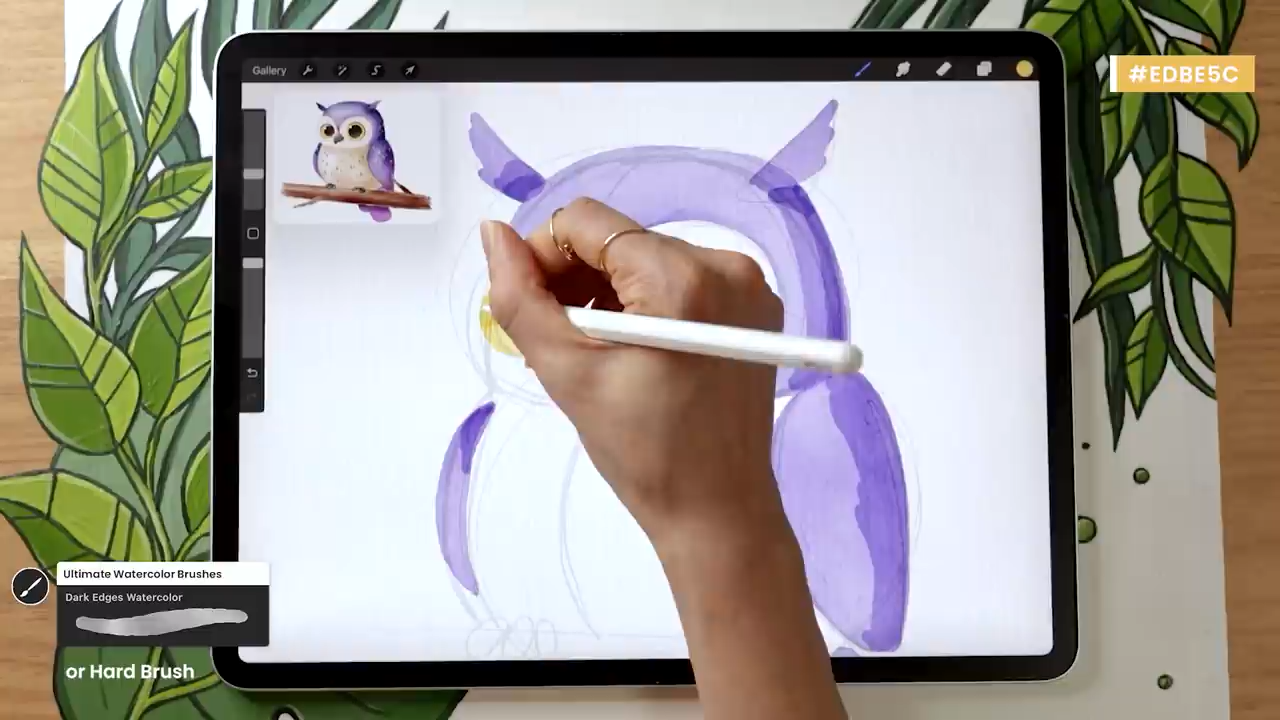 Gallery
#EDBE5C
Ultimate Watercolor Brushes
Dark Edges Watercolor
or Hard Brush